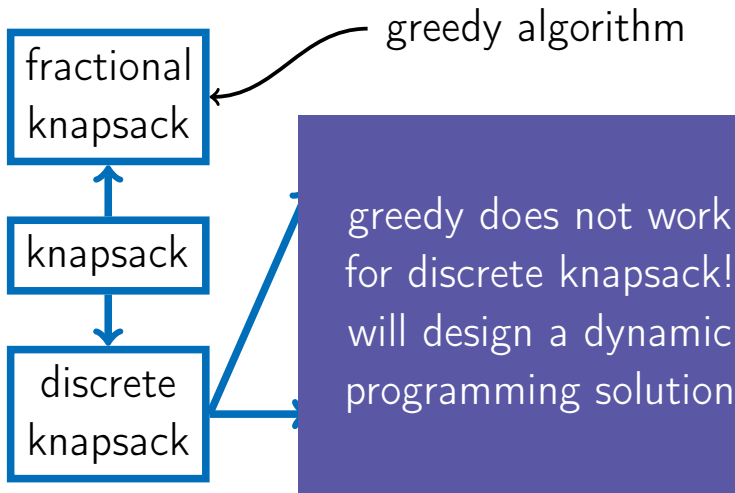 greedy algorithm
fractional
knapsack
knapsack
discrete
knapsack
greedy does not work
for discrete knapsack!
will design a dynamic
programming solution